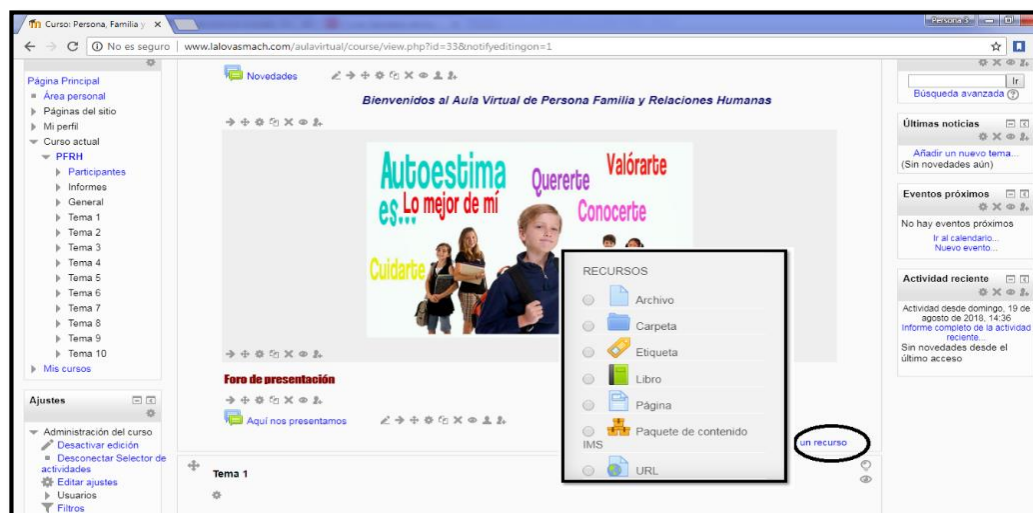 Curso: Persona, Familia y
Persona 5
No es seguro
www.lalovasmach.com/aulavirtual/course/view.php?id=33&notifyeditingon=1
Página Principal
Área personal
Páginas del sitio
Mi perfil
Curso actual
PFRH
Participantes
Informes
General
Tema 1
Tema 2
Tema 3
Tema 4
Tema 5
Tema 6
Tema 7
Tema 8
Tema 9
Tema 10
Mis cursos
Ajustes
Administración del curso
Desactivar edición
Desconectar Selector de
actividades
Editar ajustes
Usuarios
Filtros
Novedades
Bienvenidos al Aula Virtual de Persona Familia y Relaciones Humanas
Autoestima
es...
Lo mejor de mí
Quererte
Valórarte
Conocerte
Cuidarte
Foro de presentación
Aquí nos presentamos
Tema 1
RECURSOS
Archivo
Carpeta
Etiqueta
Libro
Página
Paquete de contenido
IMS
URL
un recurso
Ir
Búsqueda avanzada
Últimas noticias
Añadir un nuevo tema...
(Sin novedades aún)
Eventos próximos
No hay eventos próximos
Ir al calendario...
Nuevo evento...
Actividad reciente
Actividad desde domingo, 19 de
agosto de 2018, 14:36
Informe completo de la actividad
reciente...
Sin novedades desde el
último acceso